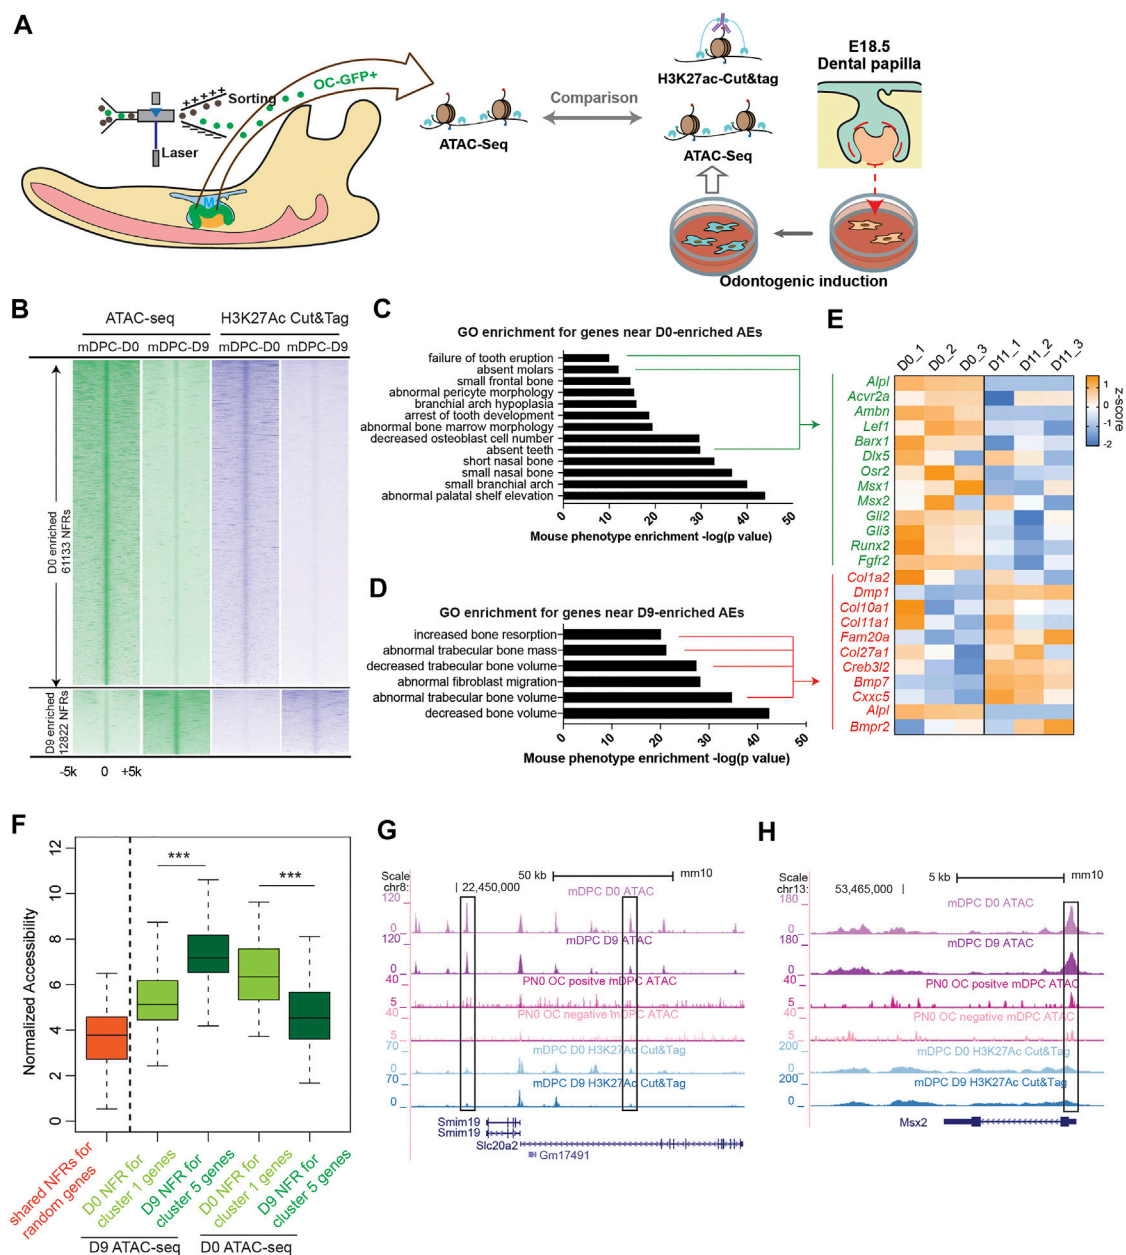 A
Sorting
OC-GFP+
Laser
M
ATAC-Seq
Comparison
H3K27ac-Cut&tag
ATAC-Seq
E18.5
Dental papilla
Odontogenic induction
B
ATAC-seq
H3K27Ac Cut&Tag
mDPC-D0
mDPC-D9
mDPC-D0
mDPC-D9
D0 enriched
61133 NFRs
D9 enriched
12822 NFRs
-5k
0
+5k
C
GO enrichment for genes near D0-enriched AEs
failure of tooth eruption
absent molars
small frontal bone
abnormal pericyte morphology
branchial arch hypoplasia
arrest of tooth development
abnormal bone marrow morphology
decreased osteoblast cell number
absent teeth
short nasal bone
small nasal bone
small branchial arch
abnormal palatal shelf elevation
0
10
20
30
40
50
Mouse phenotype enrichment -log(p value)
D
GO enrichment for genes near D9-enriched AEs
increased bone resorption
abnormal trabecular bone mass
decreased trabecular bone volume
abnormal fibroblast migration
abnormal trabecular bone volume
decreased bone volume
0
10
20
30
40
50
Mouse phenotype enrichment -log(p value)
E
D0_1
D0_2
D0_3
D11_1
D11_2
D11_3
Alpl
Acvr2a
Ambn
Lef1
Barx1
Dlx5
Osr2
Msx1
Msx2
Gli2
Gli3
Runx2
Fgfr2
Col1a2
Dmp1
Col10a1
Col11a1
Fam20a
Col27a1
Creb3l2
Bmp7
Cxxc5
Alpl
Bmpr2
1
0
-1
-2
z-score
F
Normalized Accessibility
12
10
8
6
4
2
0
***
***
shared NFRs for
random genes
D0 NFR for
cluster 1 genes
D9 NFR for
cluster 5 genes
D0 NFR for
cluster 1 genes
D9 NFR for
cluster 5 genes
D9 ATAC-seq
D0 ATAC-seq
G
Scale
50 kb
mm10
chr8:
22,450,000
mDPC D0 ATAC
120
0
mDPC D9 ATAC
120
0
PN0 OC positve mDPC ATAC
40
5
PN0 OC negative mDPC ATAC
40
5
mDPC D0 H3K27Ac Cut&Tag
70
0
mDPC D9 H3K27Ac Cut&Tag
70
0
Smim19
Smim19
Slc20a2
Gm17491
H
Scale
5 kb
mm10
chr13:
53,465,000
mDPC D0 ATAC
180
0
mDPC D9 ATAC
180
0
PN0 OC positive mDPC ATAC
40
5
PN0 OC negative mDPC ATAC
40
5
mDPC D0 H3K27Ac Cut&Tag
200
0
mDPC D9 H3K27Ac Cut&Tag
200
0
Msx2